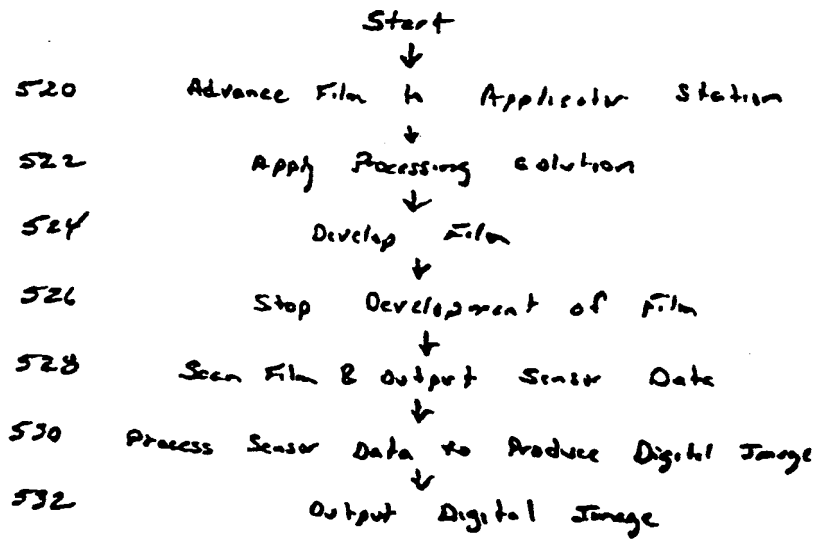 Start
520 Advance Film to Applicator Station
522 Apply Processing Solution
524 Develop Film
526 Stop Development of Film
528 Scan Film & Output Sensor Data
530 Process Sensor Data to Produce Digital Image
532 Output Digital Image